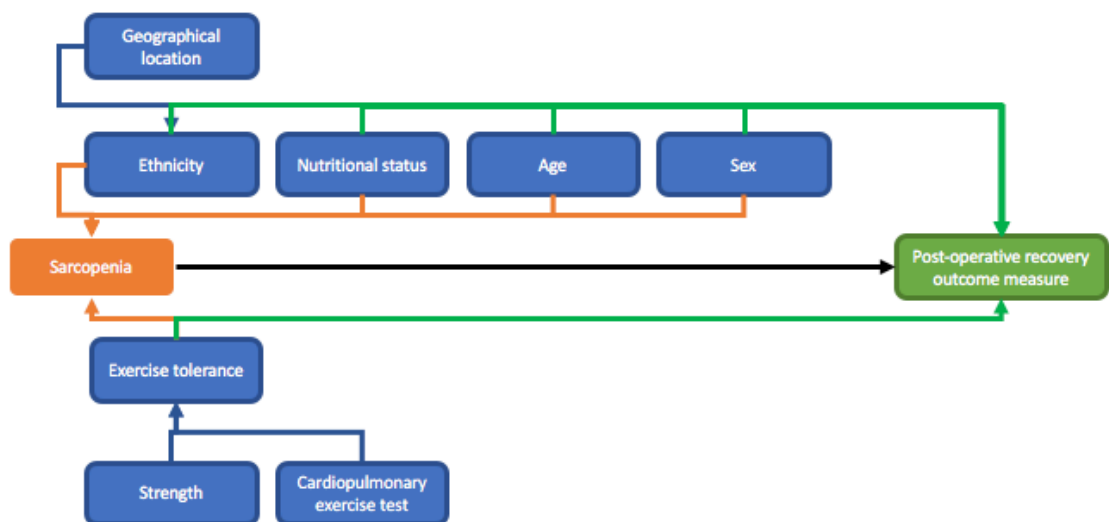 Geographical
location
Ethnicity
Nutritional status
Age
Sex
Sarcopenia
Post-operative recovery
outcome measure
Exercise tolerance
Strength
Cardiopulmonary
exercise test